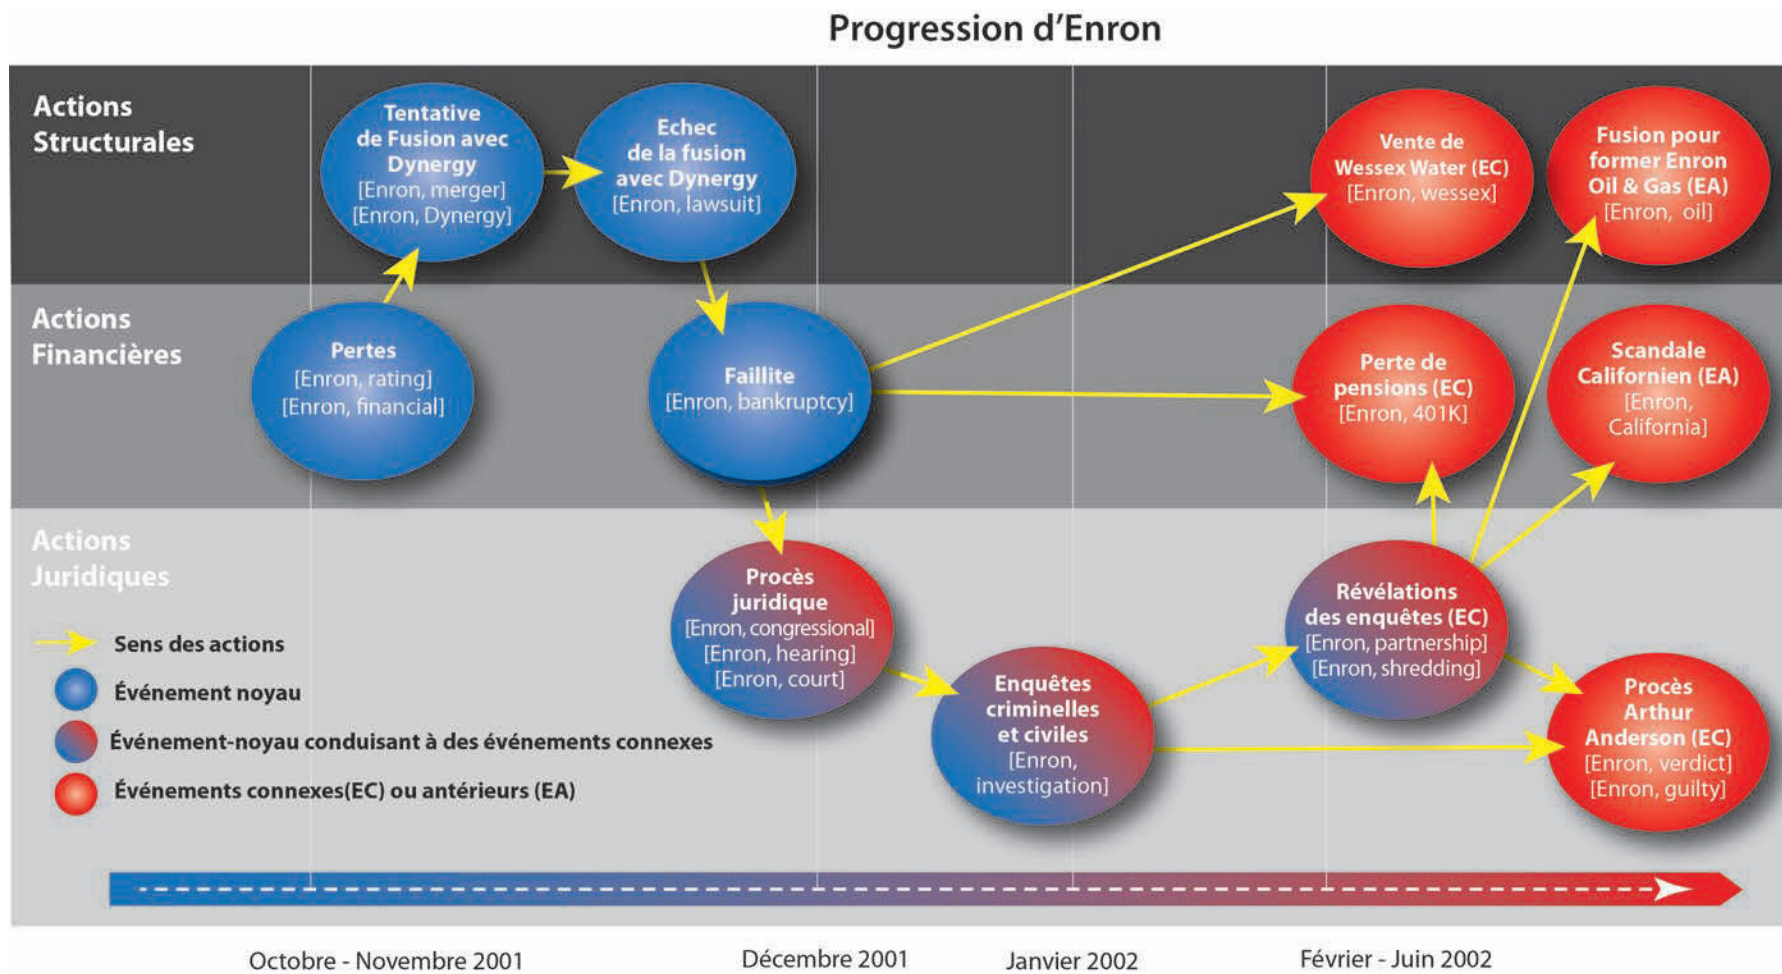 Progression d’Enron
Actions
Structurales
Tentative
de Fusion avec
Dynergy
[Enron, merger]
[Enron, Dynergy]
Echec
de la fusion
avec Dynergy
[Enron, lawsuit]
Vente de
Wessex Water (EC)
[Enron, wessex]
Fusion pour
former Enron
Oil & Gas (EA)
[Enron, oil]
Actions
Financières
Pertes
[Enron, rating]
[Enron, financial]
Faillite
[Enron, bankruptcy]
Perte de
pensions (EC)
[Enron, 401K]
Scandale
Californien (EA)
[Enron,
California]
Actions
Juridiques
Procès
juridique
[Enron, congressional]
[Enron, hearing]
[Enron, court]
Enquêtes
criminelles
et civiles
[Enron,
investigation]
Révélations
des enquêtes (EC)
[Enron, partnership]
[Enron, shredding]
Procès
Arthur
Anderson (EC)
[Enron, verdict]
[Enron, guilty]
Sens des actions
Événement noyau
Événement-noyau conduisant à des événements connexes
Événements connexes(EC) ou antérieurs (EA)
Octobre - Novembre 2001
Décembre 2001
Janvier 2002
Février - Juin 2002